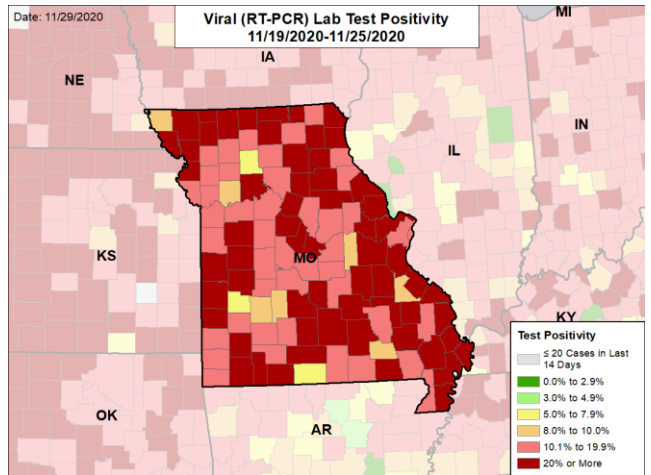 Date: 11/29/2020
Viral (RT-PCR) Lab Test Positivity
11/19/2020-11/25/2020
MI
IA
NE
IN
IL
KS
MO
KY
OK
AR
Test Positivity
≤ 20 Cases in Last
14 Days
0.0% to 2.9%
3.0% to 4.9%
5.0% to 7.9%
8.0% to 10.0%
10.1% to 19.9%
20% or More